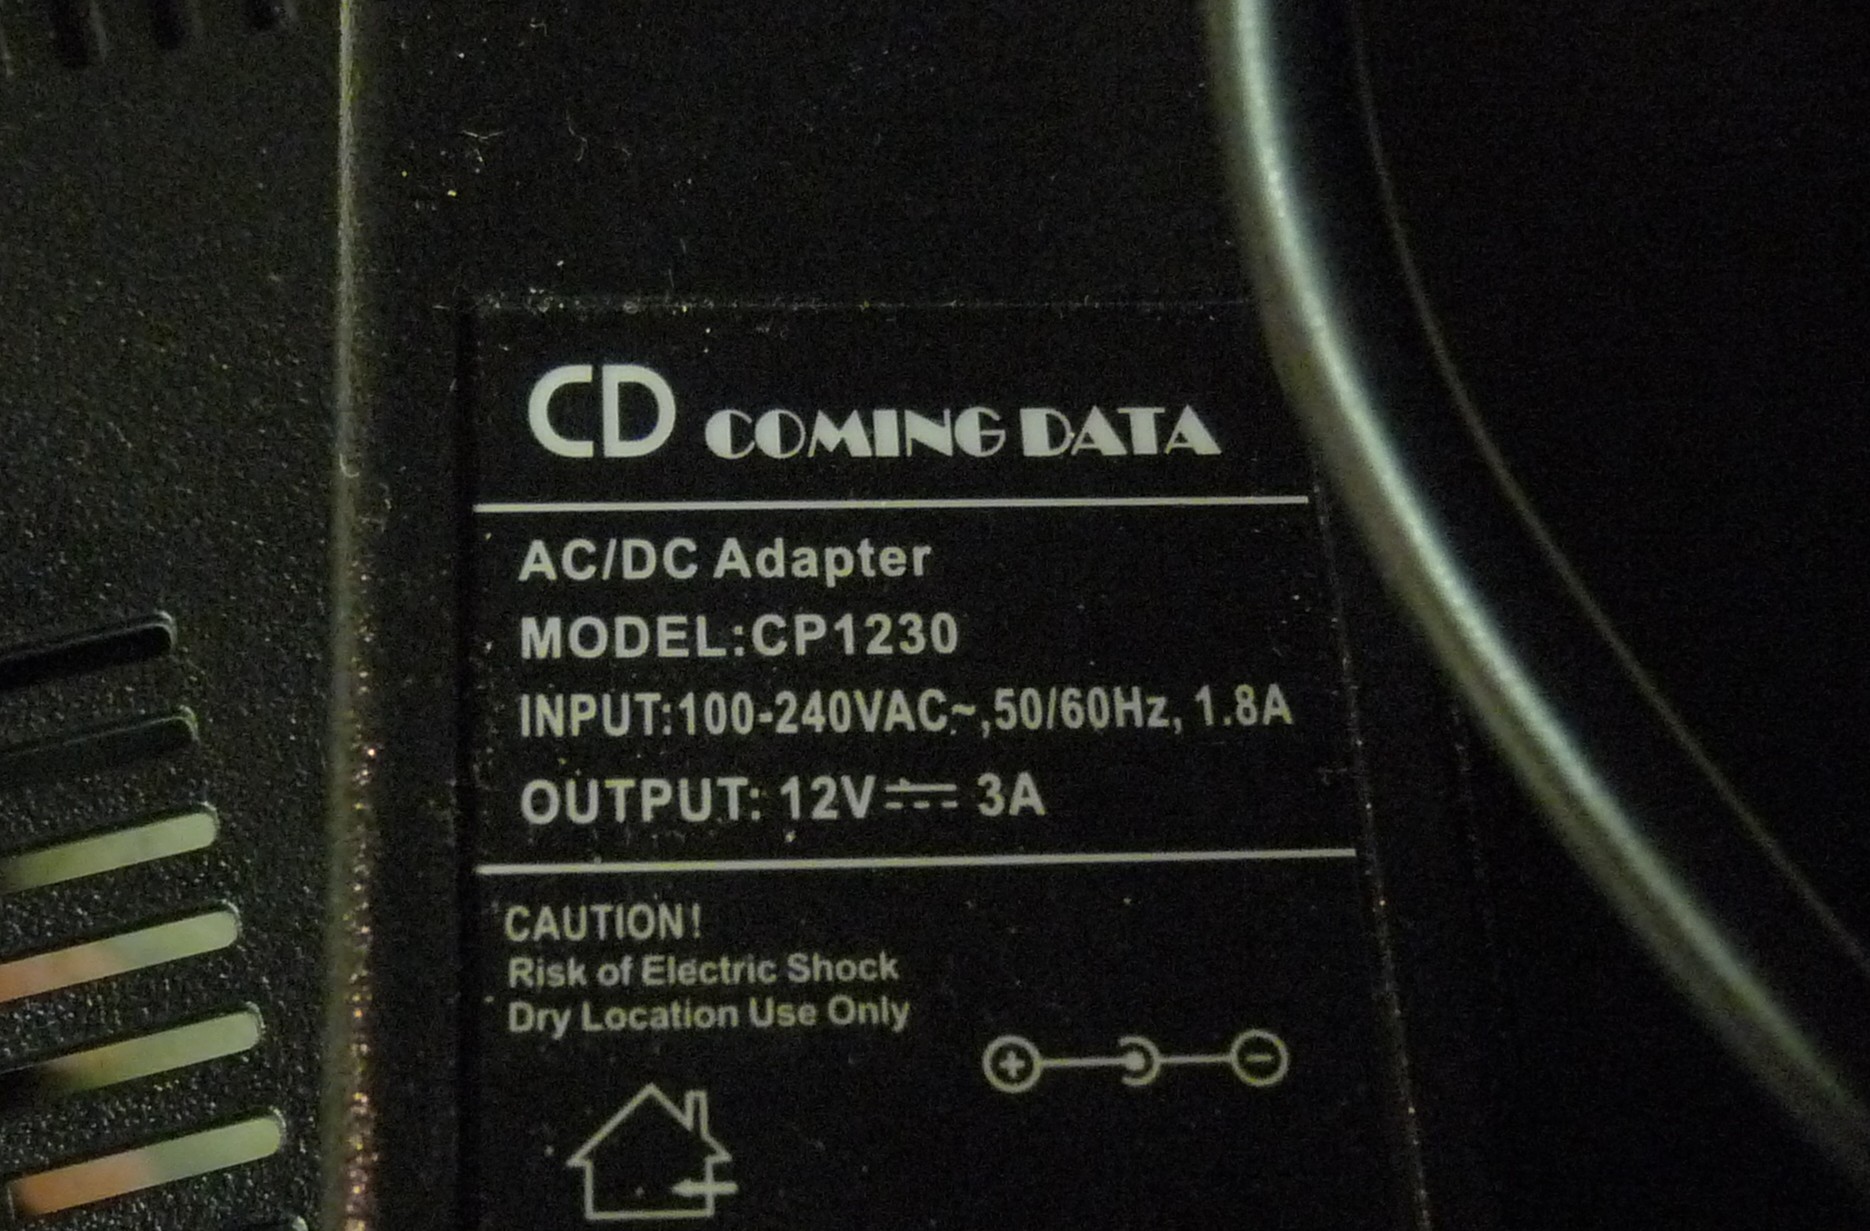 CD COMING DATA
AC/DC Adapter
MODEL:CP1230
INPUT:100-240VAC~,50/60Hz, 1.8A
OUTPUT: 12V⎓ 3A
CAUTION!
Risk of Electric Shock
Dry Location Use Only